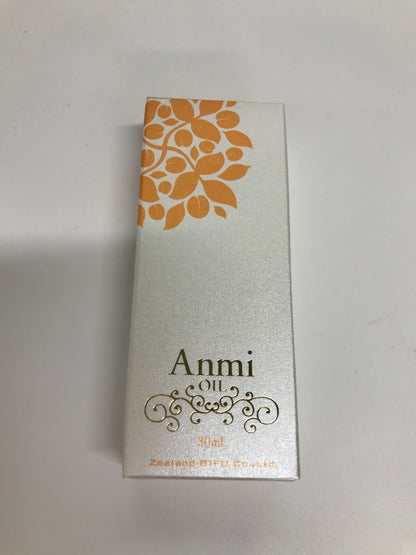 Anmi
OIL
30mL
Zealand BIFU Co.,Ltd.